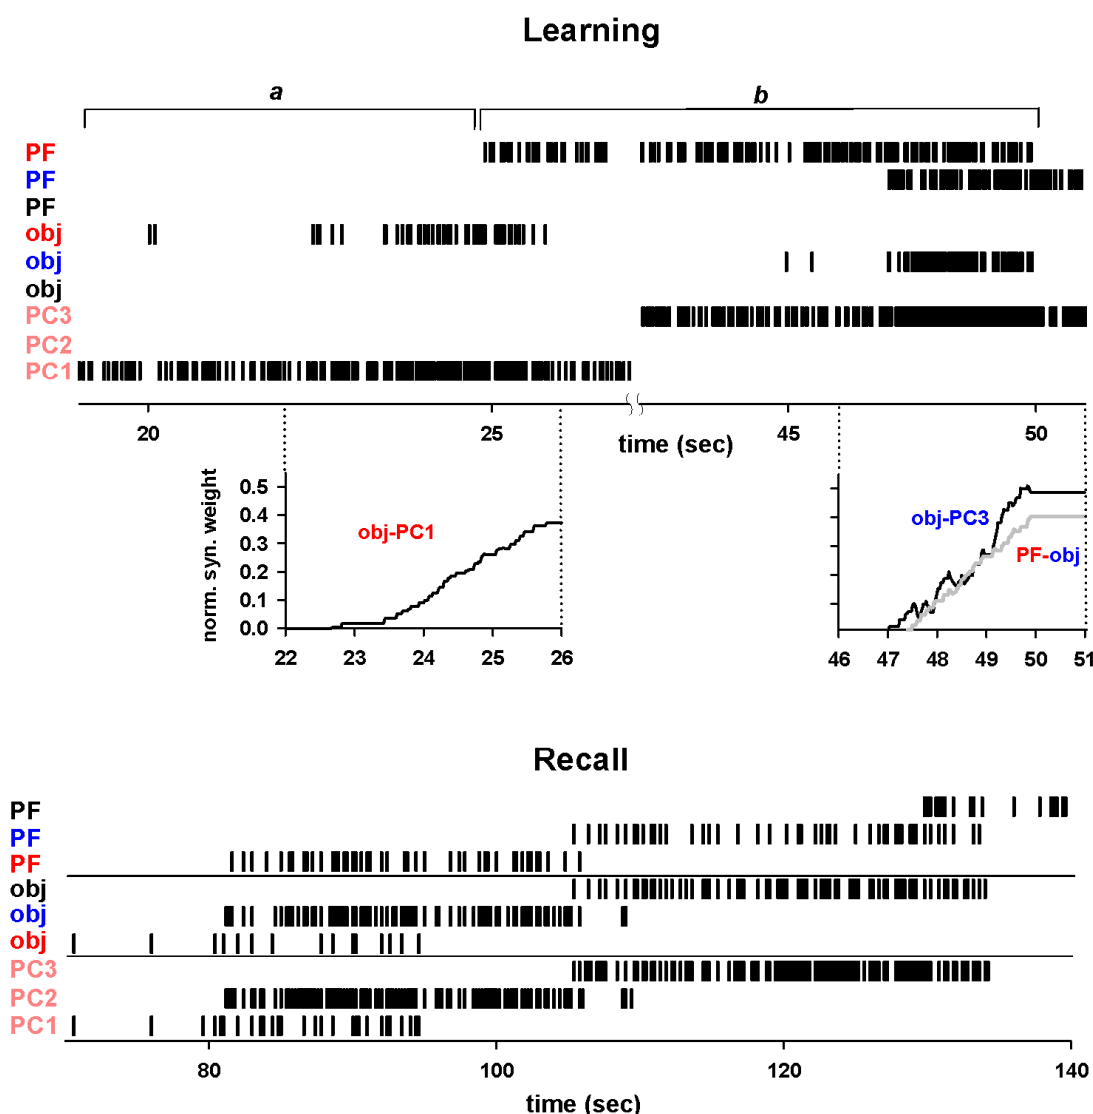 Learning
a
b
PF
PF
PF
obj
obj
obj
PC3
PC2
PC1
20
25
45
50
time (sec)
norm. syn. weight
0.5
0.4
0.3
0.2
0.1
0.0
obj-PC1
22
23
24
25
26
obj-PC3
PF-obj
46
47
48
49
50
51
Recall
PF
PF
PF
obj
obj
obj
PC3
PC2
PC1
80
100
120
140
time (sec)